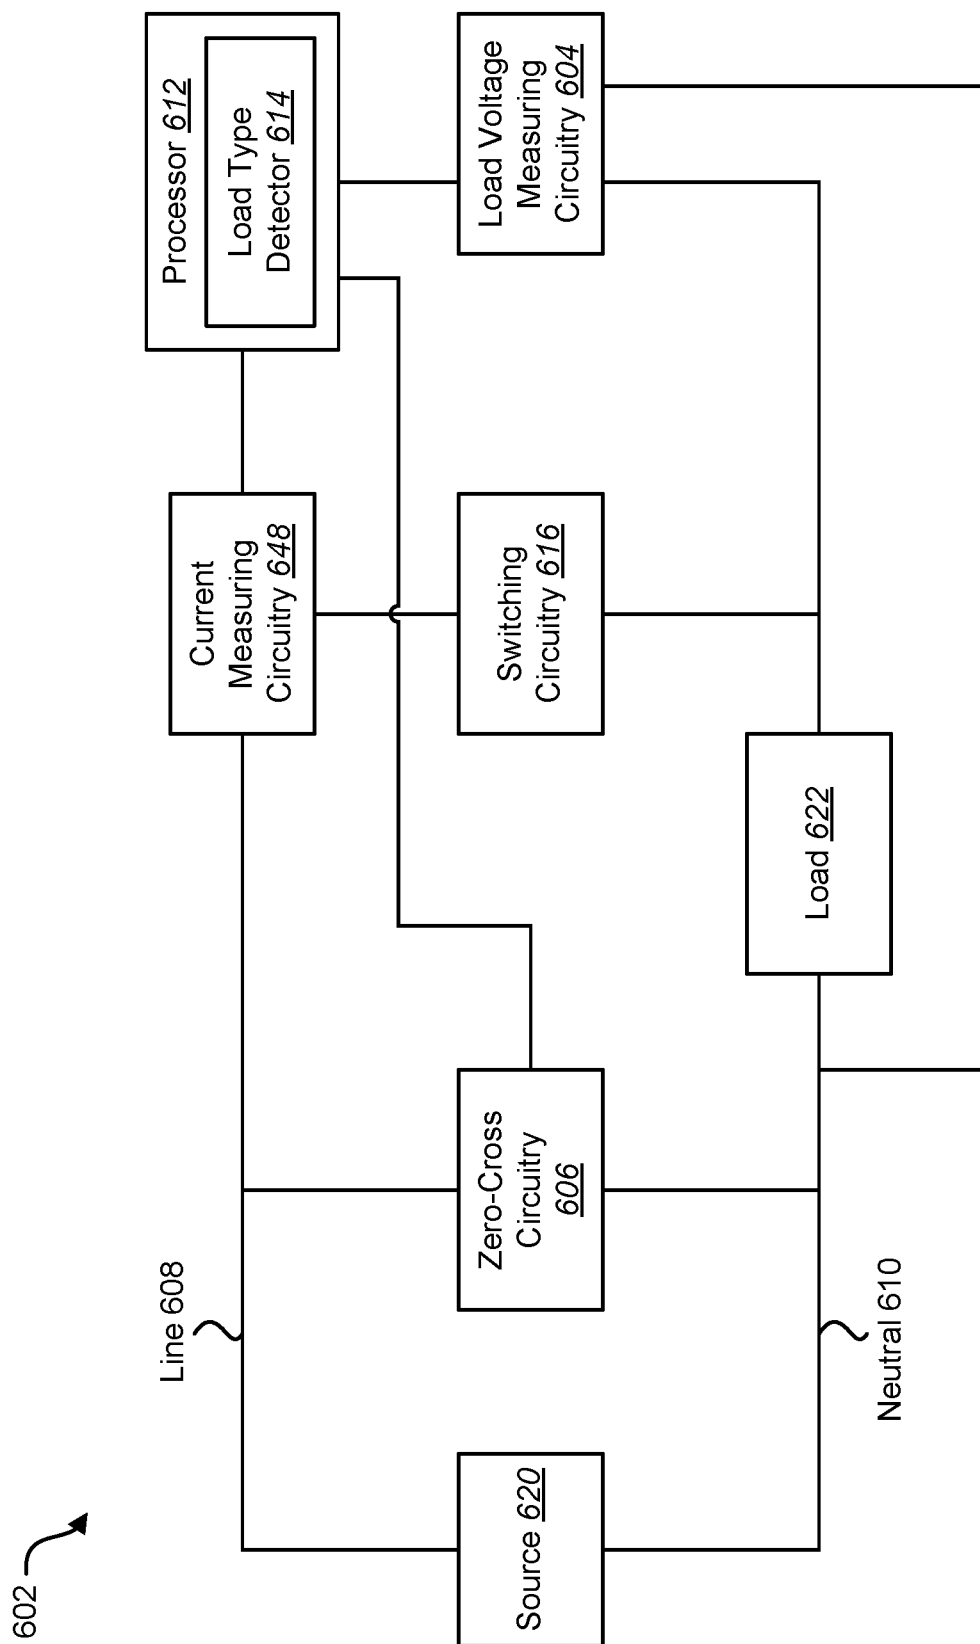 602
Line 608
Current
Measuring
Circuitry 648
Processor 612
Load Type
Detector 614
Source 620
Zero-Cross
Circuitry
606
Switching
Circuitry 616
Load Voltage
Measuring
Circuitry 604
Neutral 610
Load 622